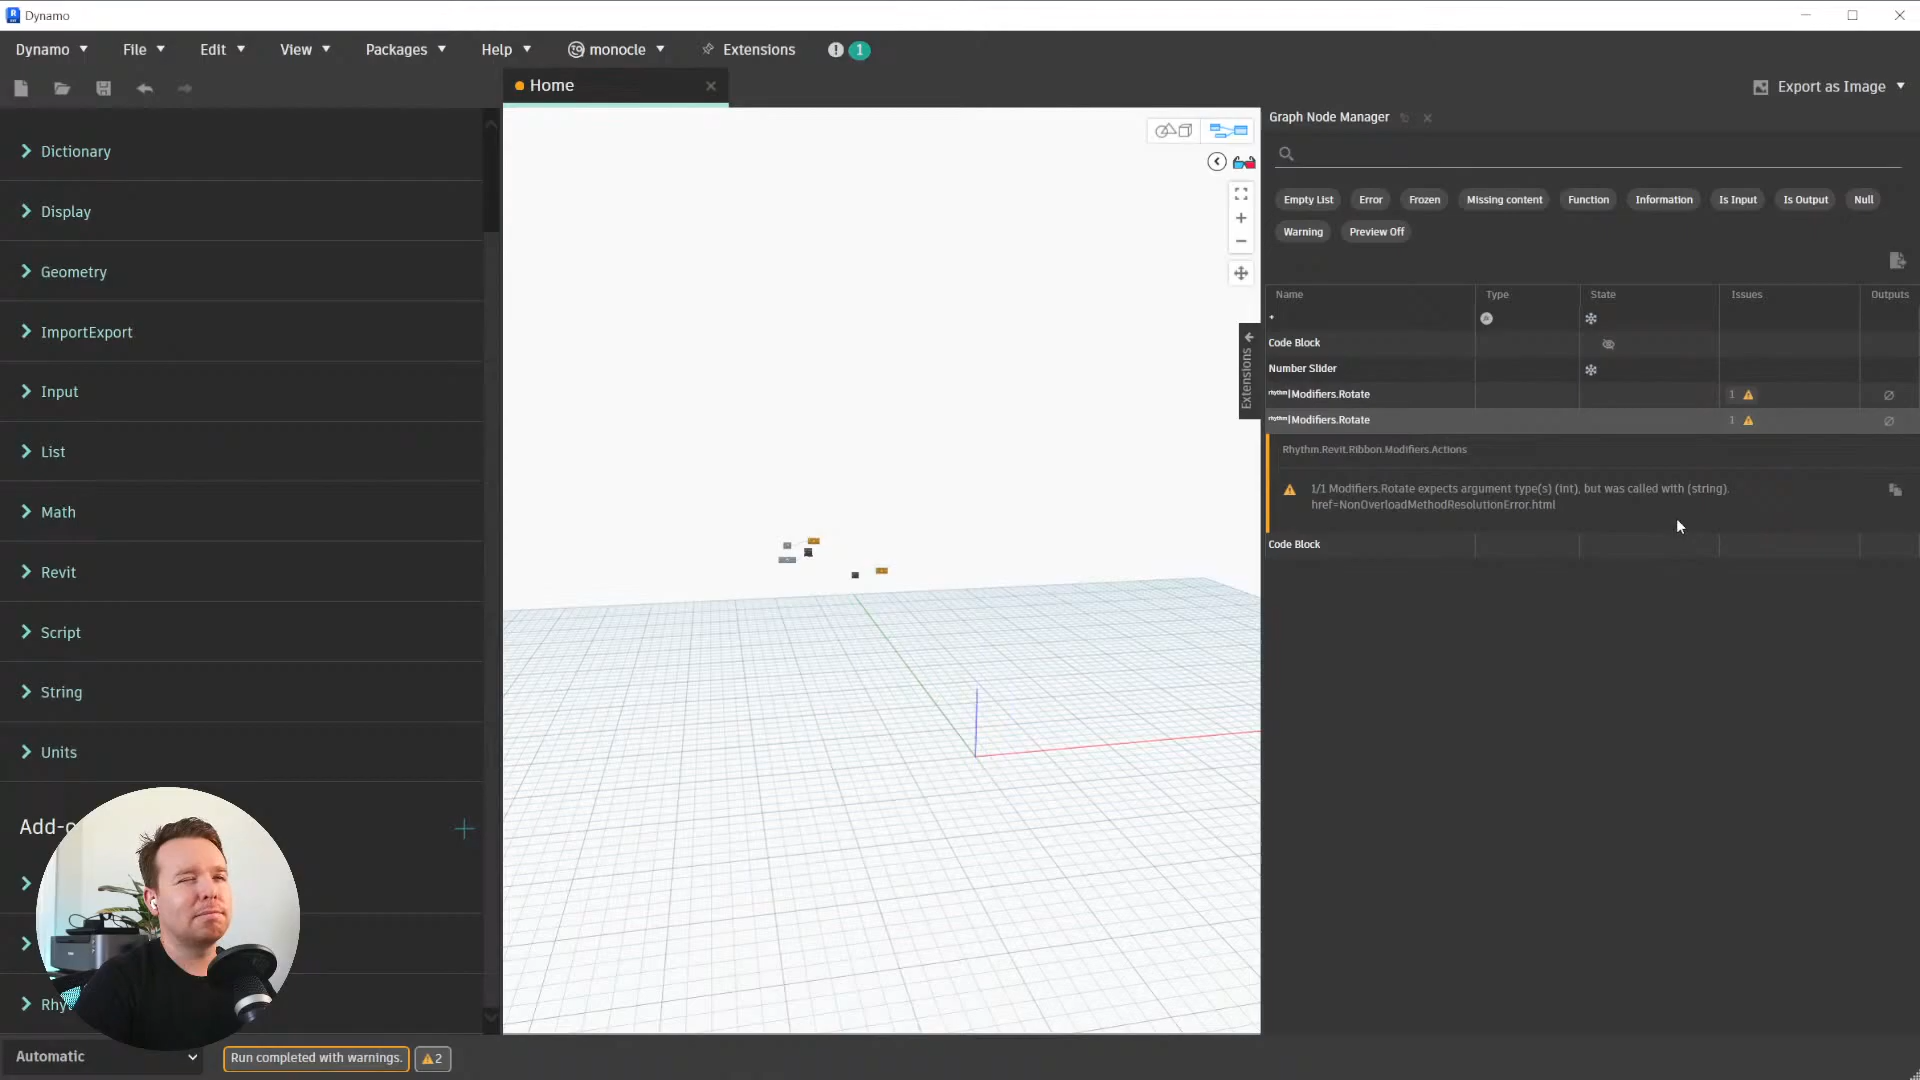 Dynamo
Dynamo File Edit View Packages Help monocle Extensions 1
Home
Export as Image
Dictionary
Display
Geometry
ImportExport
Input
List
Math
Revit
Script
String
Units
Add-o
Rhy
Extensions
Graph Node Manager
Empty List Error Frozen Missing content Function Information Is Input Is Output Null
Warning Preview Off
Name Type State Issues Outputs
+
Code Block
Number Slider
rhythm|Modifiers.Rotate 1
rhythm|Modifiers.Rotate 1
Rhythm.Revit.Ribbon.Modifiers.Actions
1/1 Modifiers.Rotate expects argument type(s) (int), but was called with (string).
href=NonOverloadMethodResolutionError.html
Code Block
Automatic Run completed with warnings. 2